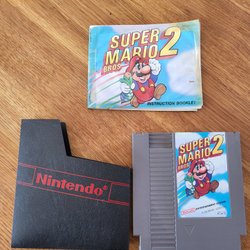 SUPER
MARIO 2
BROS
INSTRUCTION BOOKLET
Nintendo®
SUPER
MARIO 2
BROS